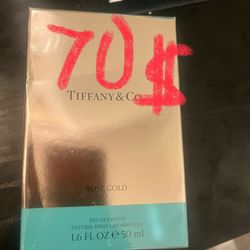 70$
TIFFANY & CO.
ROSE GOLD
EAU DE PARFUM
NATURAL SPRAY VAPORISATEUR
1.6 FL OZ ℮ 50 ml